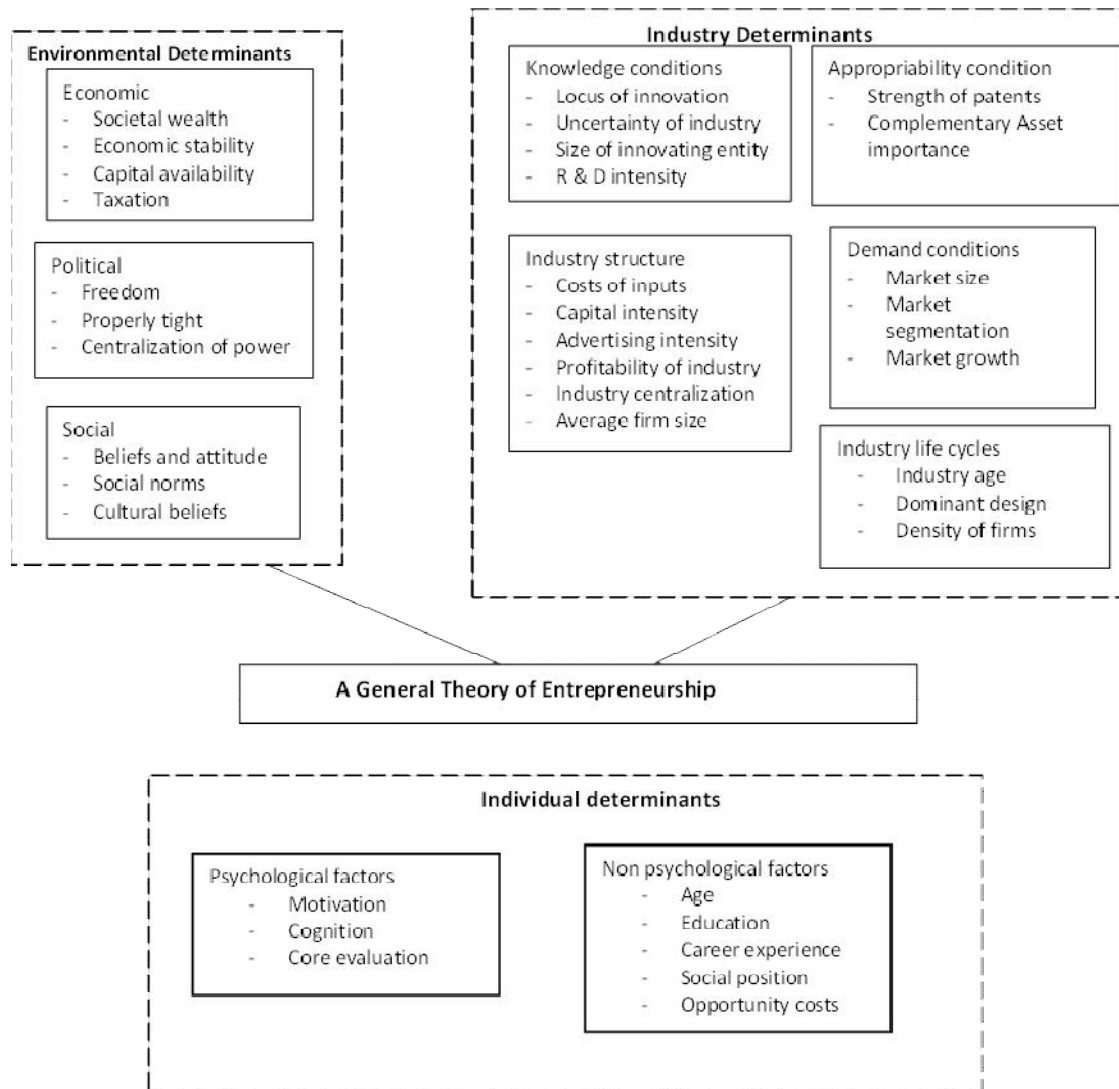 Environmental Determinants
Economic
- Societal wealth
- Economic stability
- Capital availability
- Taxation
Political
- Freedom
- Properly tight
- Centralization of power
Social
- Beliefs and attitude
- Social norms
- Cultural beliefs
Industry Determinants
Knowledge conditions
- Locus of innovation
- Uncertainty of industry
- Size of innovating entity
- R & D intensity
Appropriability condition
- Strength of patents
- Complementary Asset
importance
Industry structure
- Costs of inputs
- Capital intensity
- Advertising intensity
- Profitability of industry
- Industry centralization
- Average firm size
Demand conditions
- Market size
- Market
segmentation
- Market growth
Industry life cycles
- Industry age
- Dominant design
- Density of firms
A General Theory of Entrepreneurship
Individual determinants
Psychological factors
- Motivation
- Cognition
- Core evaluation
Non psychological factors
- Age
- Education
- Career experience
- Social position
- Opportunity costs